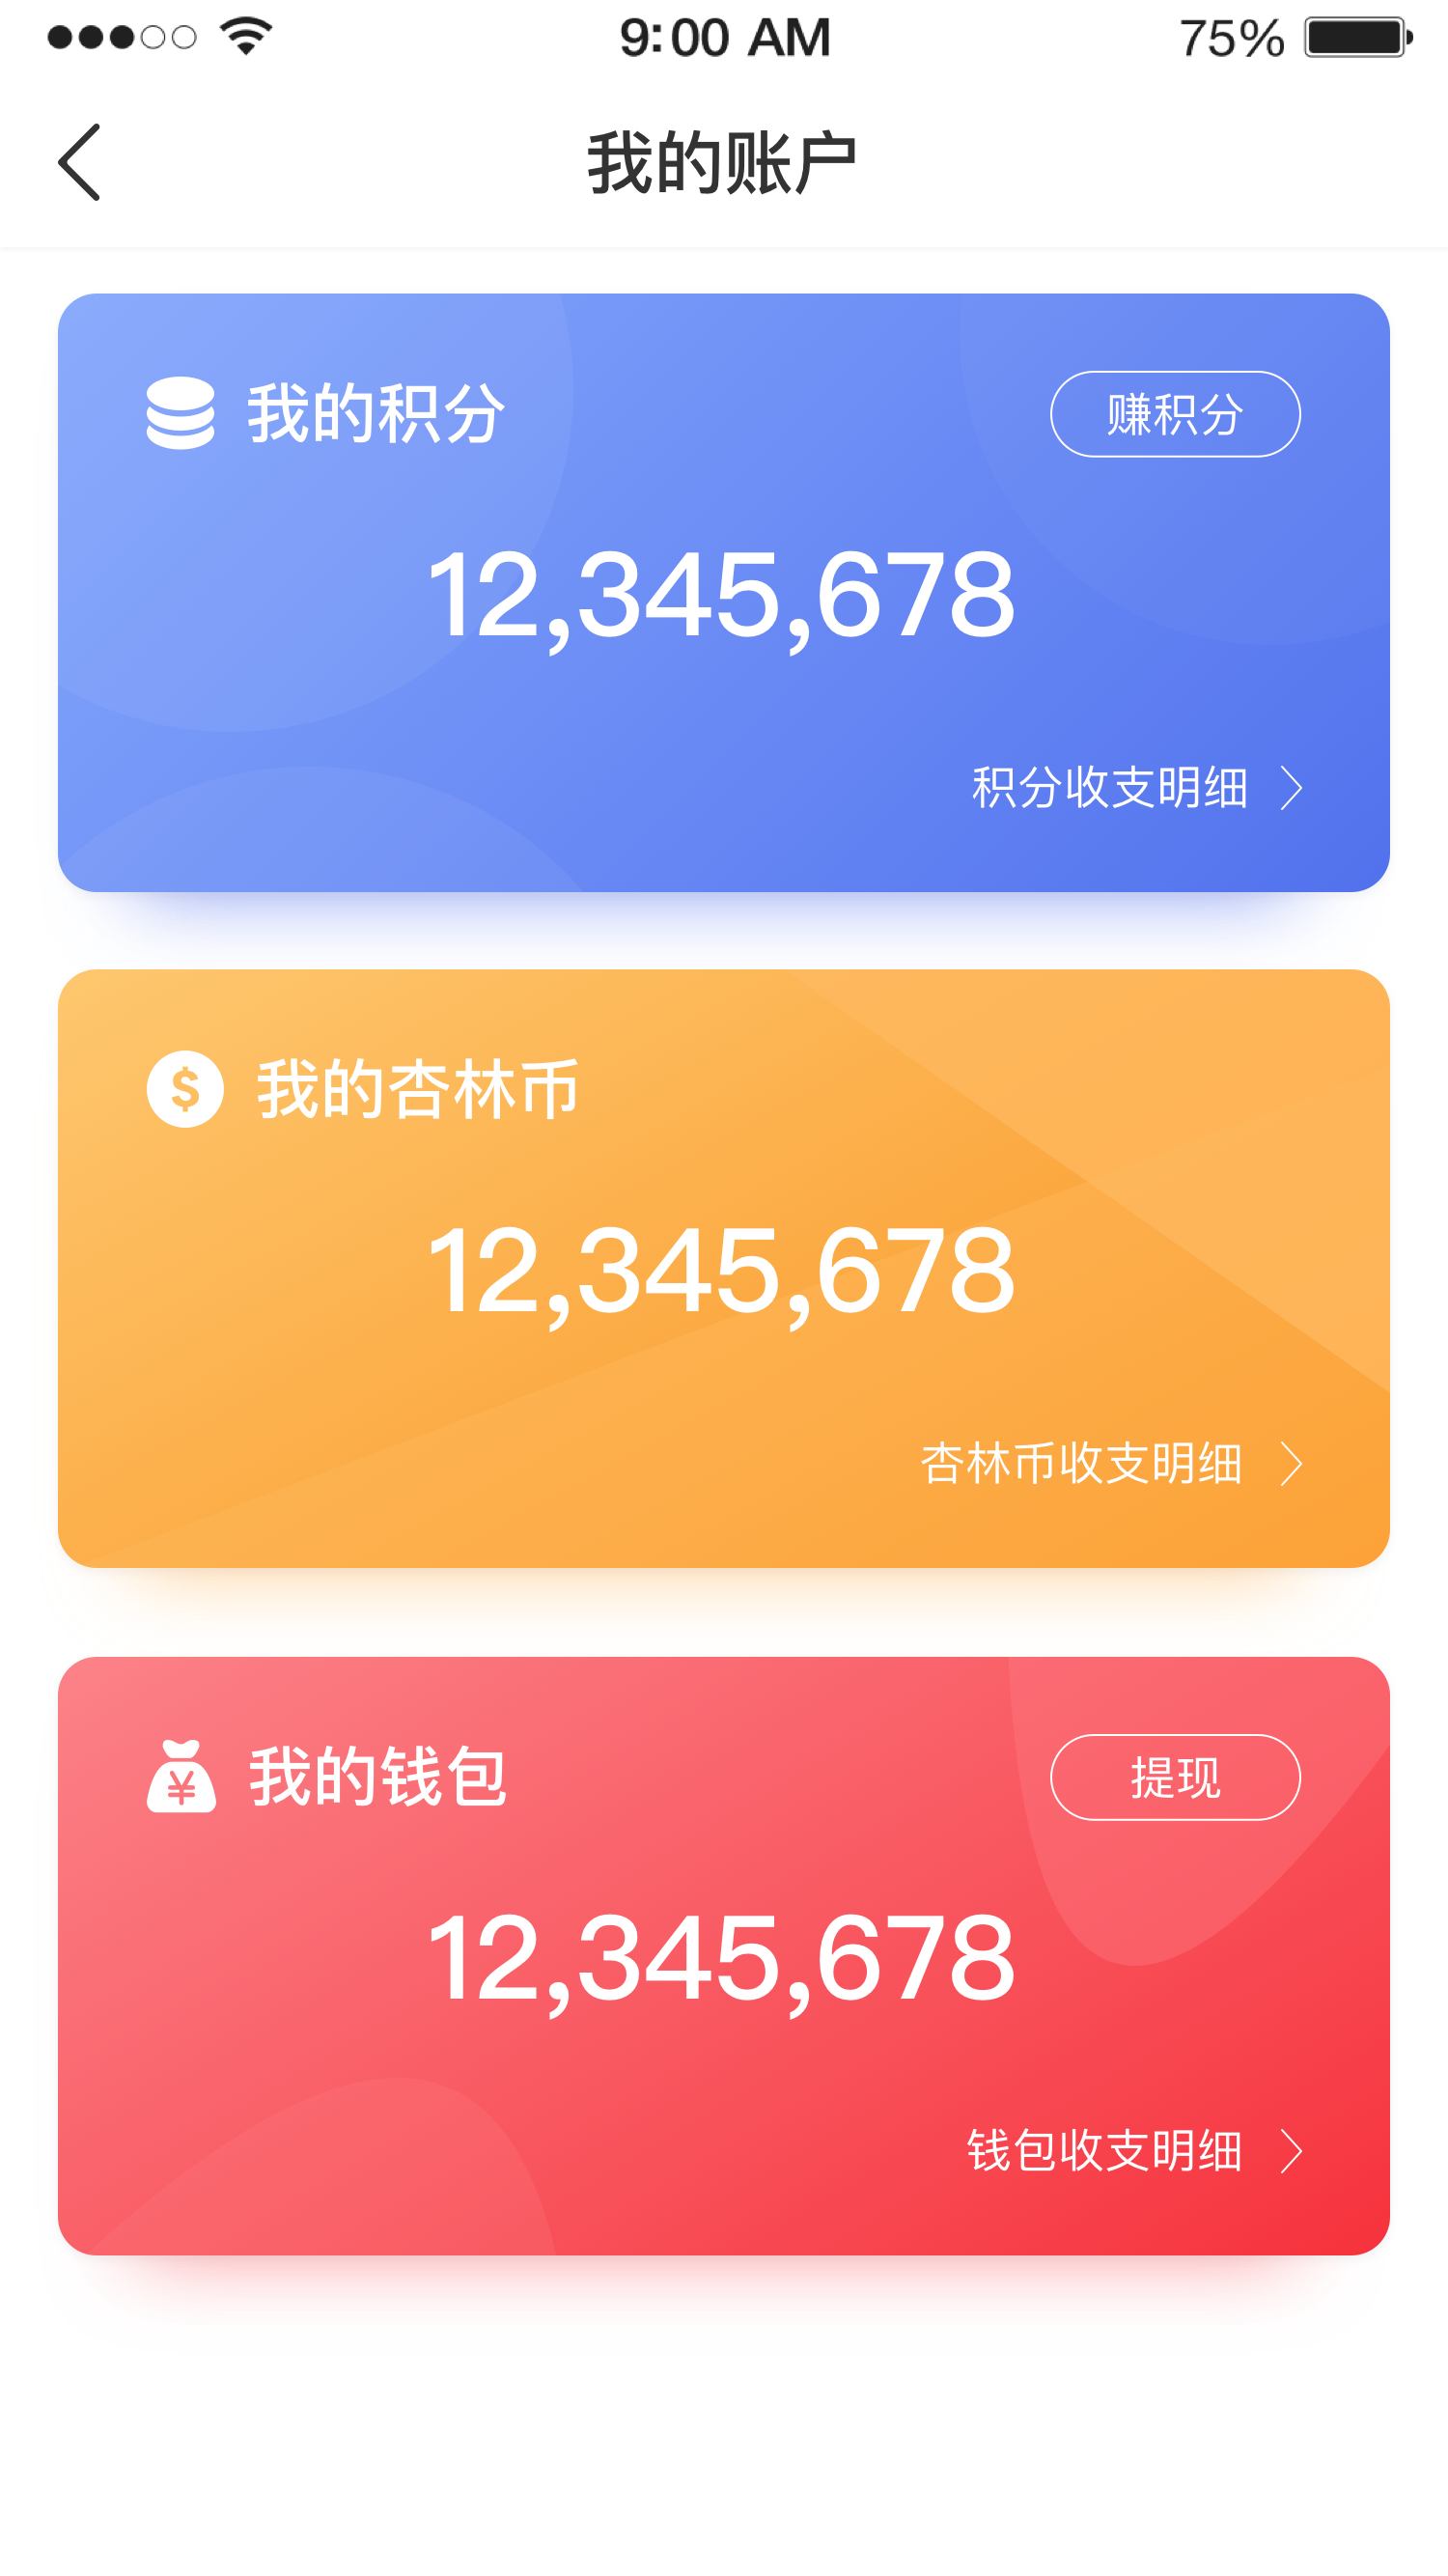 9:00 AM 75%
我的账户
我的积分 赚积分
12,345,678
积分收支明细
$ 我的杏林币
12,345,678
杏林币收支明细
¥ 我的钱包 提现
12,345,678
钱包收支明细